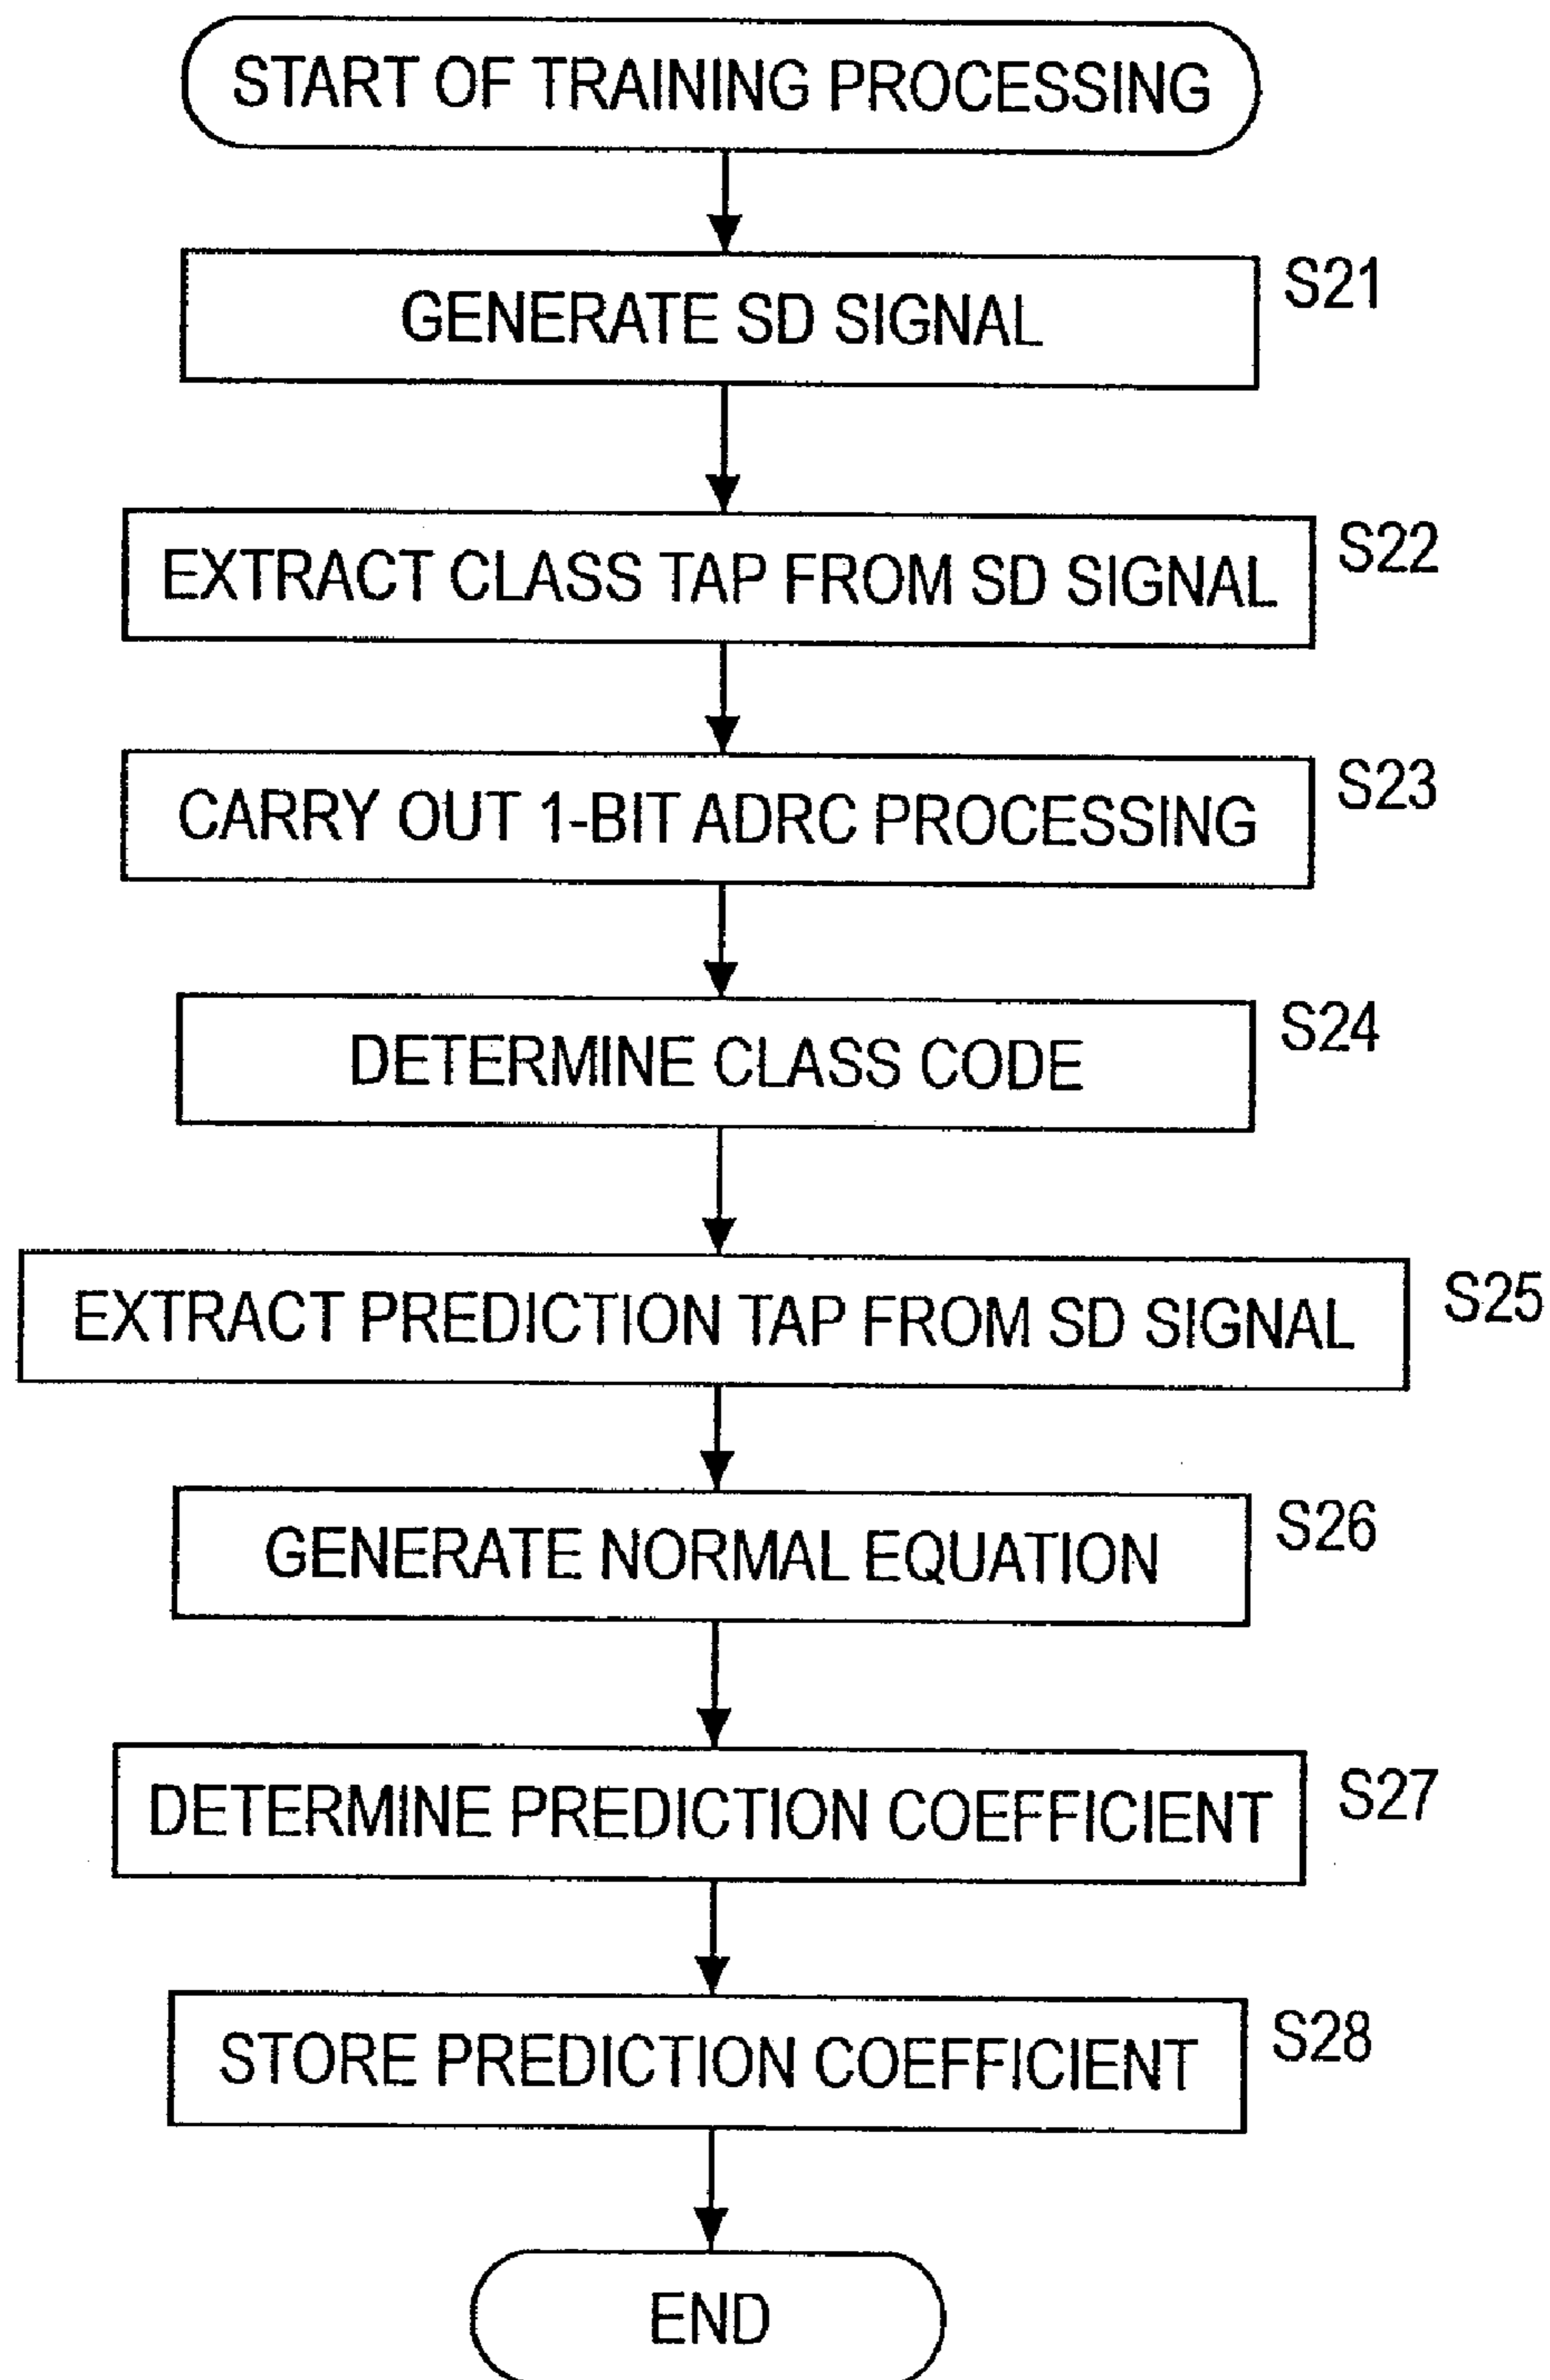 START OF TRAINING PROCESSING
GENERATE SD SIGNAL S21
EXTRACT CLASS TAP FROM SD SIGNAL S22
CARRY OUT 1-BIT ADRC PROCESSING S23
DETERMINE CLASS CODE S24
EXTRACT PREDICTION TAP FROM SD SIGNAL S25
GENERATE NORMAL EQUATION S26
DETERMINE PREDICTION COEFFICIENT S27
STORE PREDICTION COEFFICIENT S28
END